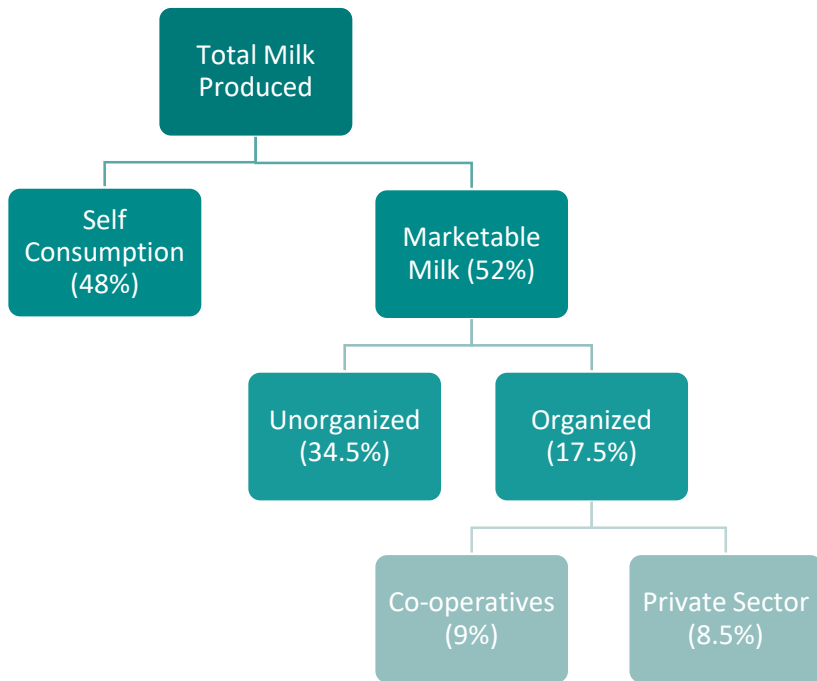 Total Milk
Produced
Self
Consumption
(48%)
Marketable
Milk (52%)
Unorganized
(34.5%)
Organized
(17.5%)
Co-operatives
(9%)
Private Sector
(8.5%)